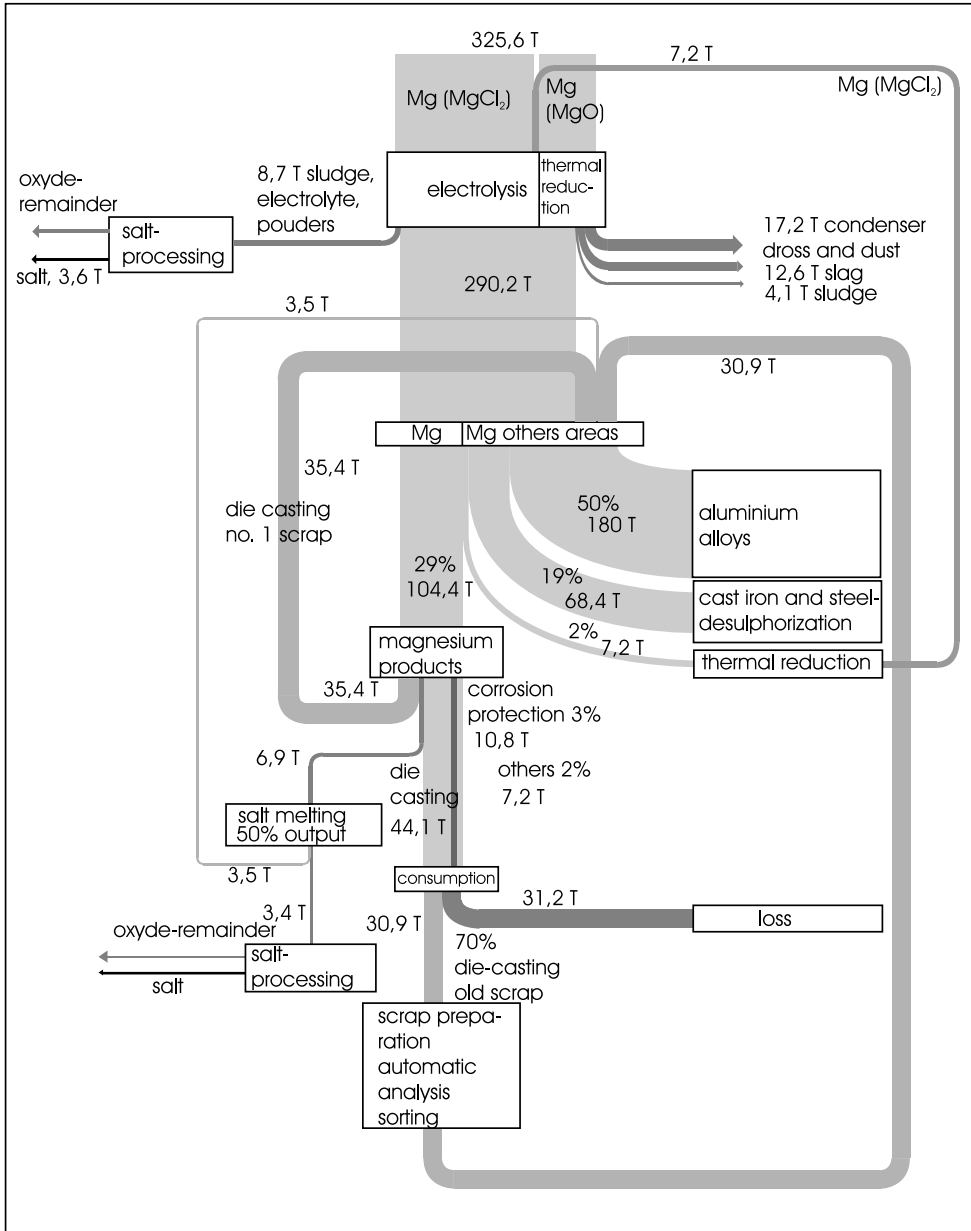 325,6 T
7,2 T
Mg (MgCl₂)
Mg
(MgO)
Mg (MgCl₂)
8,7 T sludge,
electrolyte,
pouders
electrolysis
thermal
reduc-
tion
oxyde-
remainder
salt-
processing
salt, 3,6 T
17,2 T condenser
dross and dust
12,6 T slag
4,1 T sludge
290,2 T
3,5 T
30,9 T
Mg
Mg others areas
35,4 T
die casting
no. 1 scrap
50%
180 T
aluminium
alloys
29%
104,4 T
19%
68,4 T
cast iron and steel-
desulphorization
2%
7,2 T
thermal reduction
magnesium
products
35,4 T
corrosion
protection 3%
10,8 T
others 2%
7,2 T
6,9 T
die
casting
44,1 T
salt melting
50% output
3,5 T
consumption
3,4 T
30,9 T
31,2 T
loss
oxyde-remainder
salt-
processing
salt
70%
die-casting
old scrap
scrap prepa-
ration
automatic
analysis
sorting